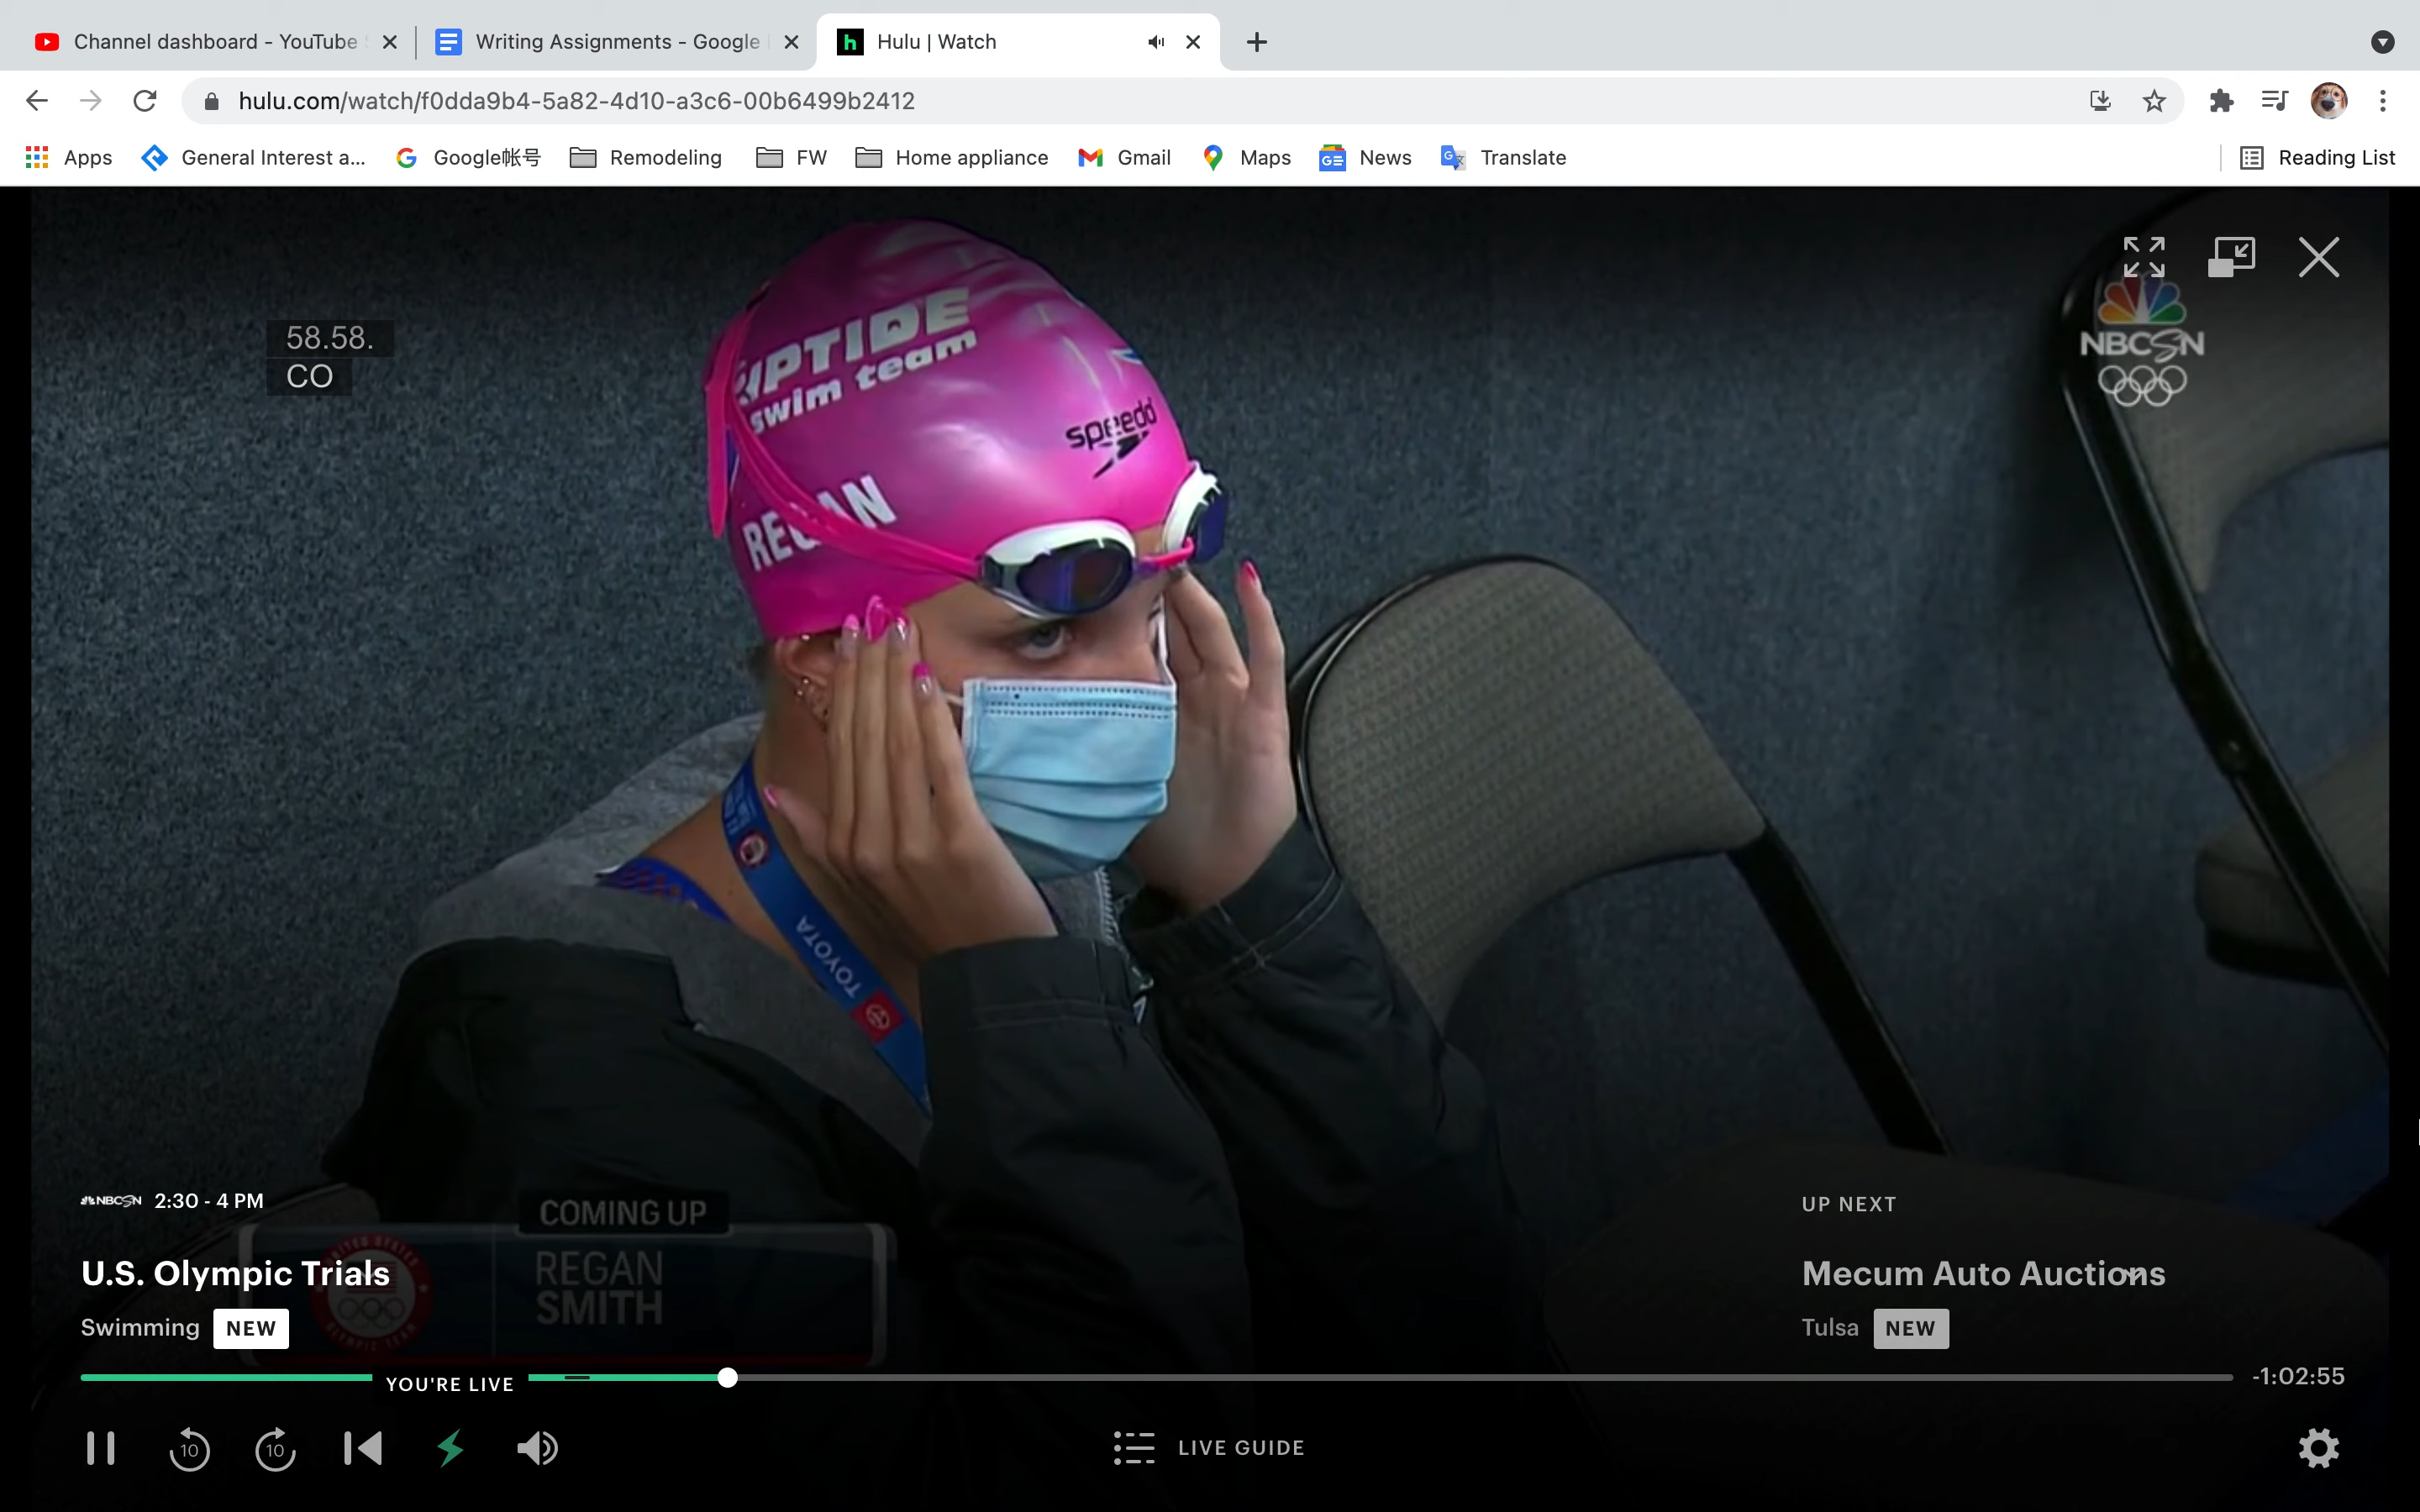 Channel dashboard - YouTube
Writing Assignments - Google
Hulu | Watch
hulu.com/watch/f0dda9b4-5a82-4d10-a3c6-00b6499b2412
Apps
General Interest a...
Google帐号
Remodeling
FW
Home appliance
Gmail
Maps
News
Translate
Reading List
58.58.
CO
NBCSN
RIPTIDE
swim team
speedo
REGAN
TOYOTA
NBCSN 2:30 - 4 PM
COMING UP
REGAN
SMITH
U.S. Olympic Trials
Swimming NEW
UP NEXT
Mecum Auto Auctions
Tulsa NEW
YOU'RE LIVE
-1:02:55
10
10
LIVE GUIDE